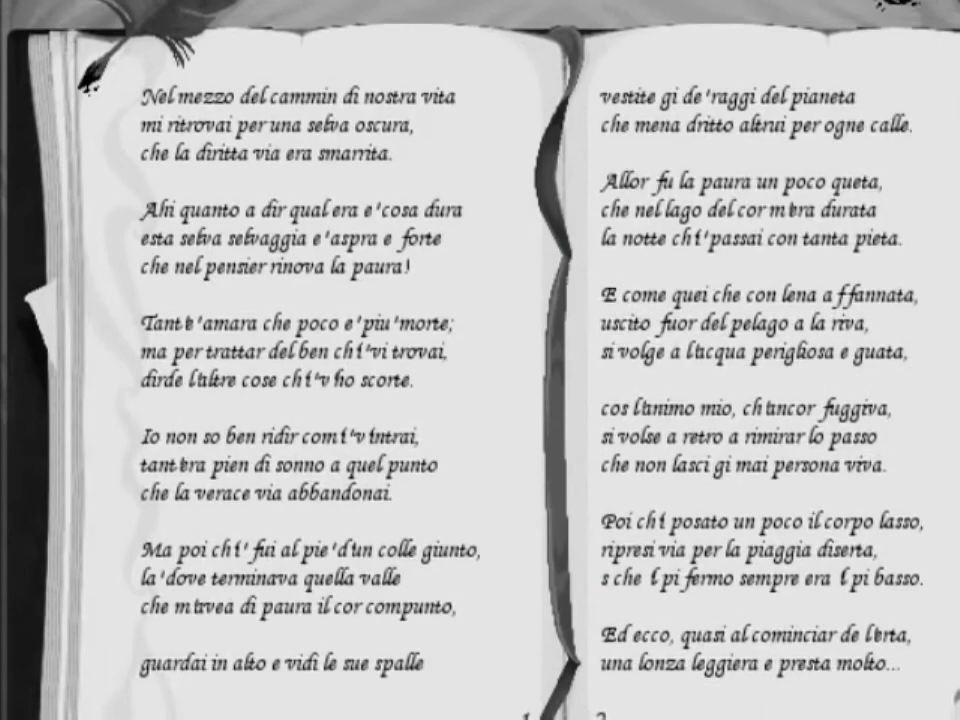 Nel mezzo del cammin di nostra vita
mi ritrovai per una selva oscura,
che la diritta via era smarrita.
Ahi quanto a dir qual era e'cosa dura
esta selva selvaggia e'aspra e forte
che nel pensier rinova la paura!
Tant'e'amara che poco e'piu'morte;
ma per trattar del ben ch'i'vi trovai,
dirde l'altre cose ch'i'v'ho scorte.
Io non so ben ridir com'i'v'intrai,
tant'era pien di sonno a quel punto
che la verace via abbandonai.
Ma poi ch'i' fui al pie'd'un colle giunto,
la'dove terminava quella valle
che m'avea di paura il cor compunto,
guardai in alto e vidi le sue spalle
1
vestite gi de'raggi del pianeta
che mena dritto altrui per ogne calle.
Allor fu la paura un poco queta,
che nel lago del cor m'era durata
la notte ch'i'passai con tanta pieta.
E come quei che con lena affannata,
uscito fuor del pelago a la riva,
si volge a l'acqua perigliosa e guata,
cos l'animo mio, ch'ancor fuggiva,
si volse a retro a rimirar lo passo
che non lasci gi mai persona viva.
Poi ch'i posato un poco il corpo lasso,
ripresi via per la piaggia diserta,
s che 'l pi fermo sempre era 'l pi basso.
Ed ecco, quasi al cominciar de l'erta,
una lonza leggiera e presta molto...
2